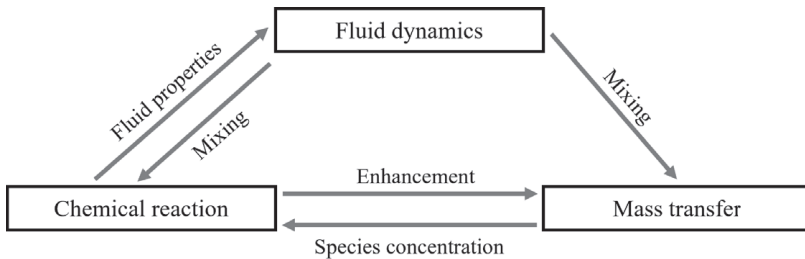 Fluid dynamics
Fluid properties
Mixing
Mixing
Enhancement
Chemical reaction
Mass transfer
Species concentration